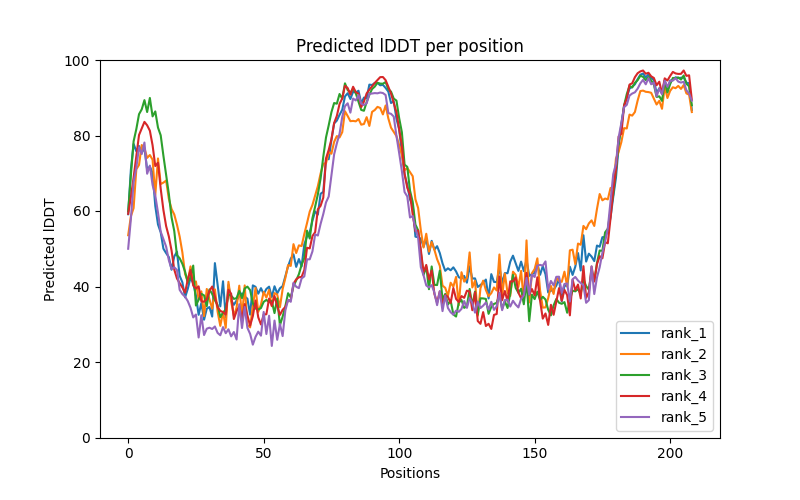 Predicted lDDT per position
Predicted lDDT
100
80
60
40
20
0
0 50 100 150 200
Positions
rank_1
rank_2
rank_3
rank_4
rank_5